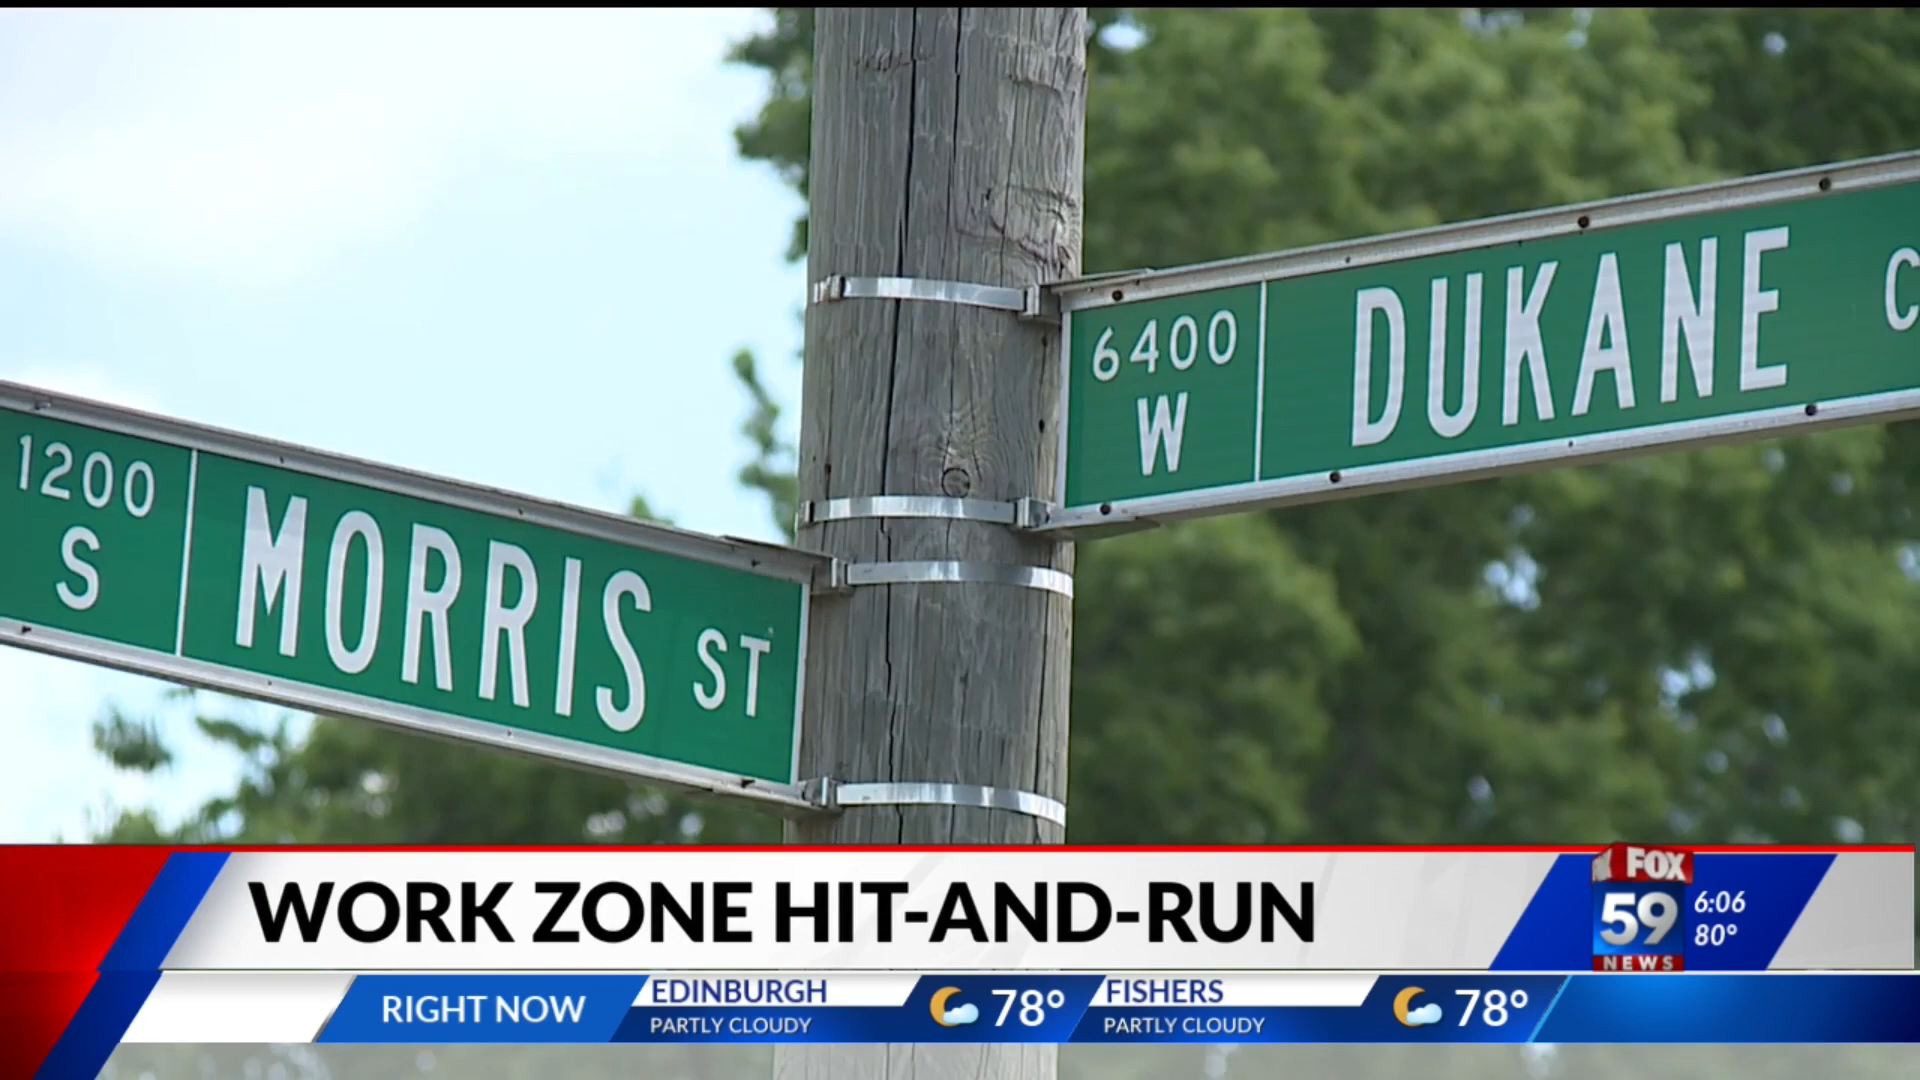 6400
W
DUKANE C
1200
S
MORRIS ST
WORK ZONE HIT-AND-RUN
FOX
59
NEWS
6:06
80°
RIGHT NOW
EDINBURGH
PARTLY CLOUDY
78°
FISHERS
PARTLY CLOUDY
78°